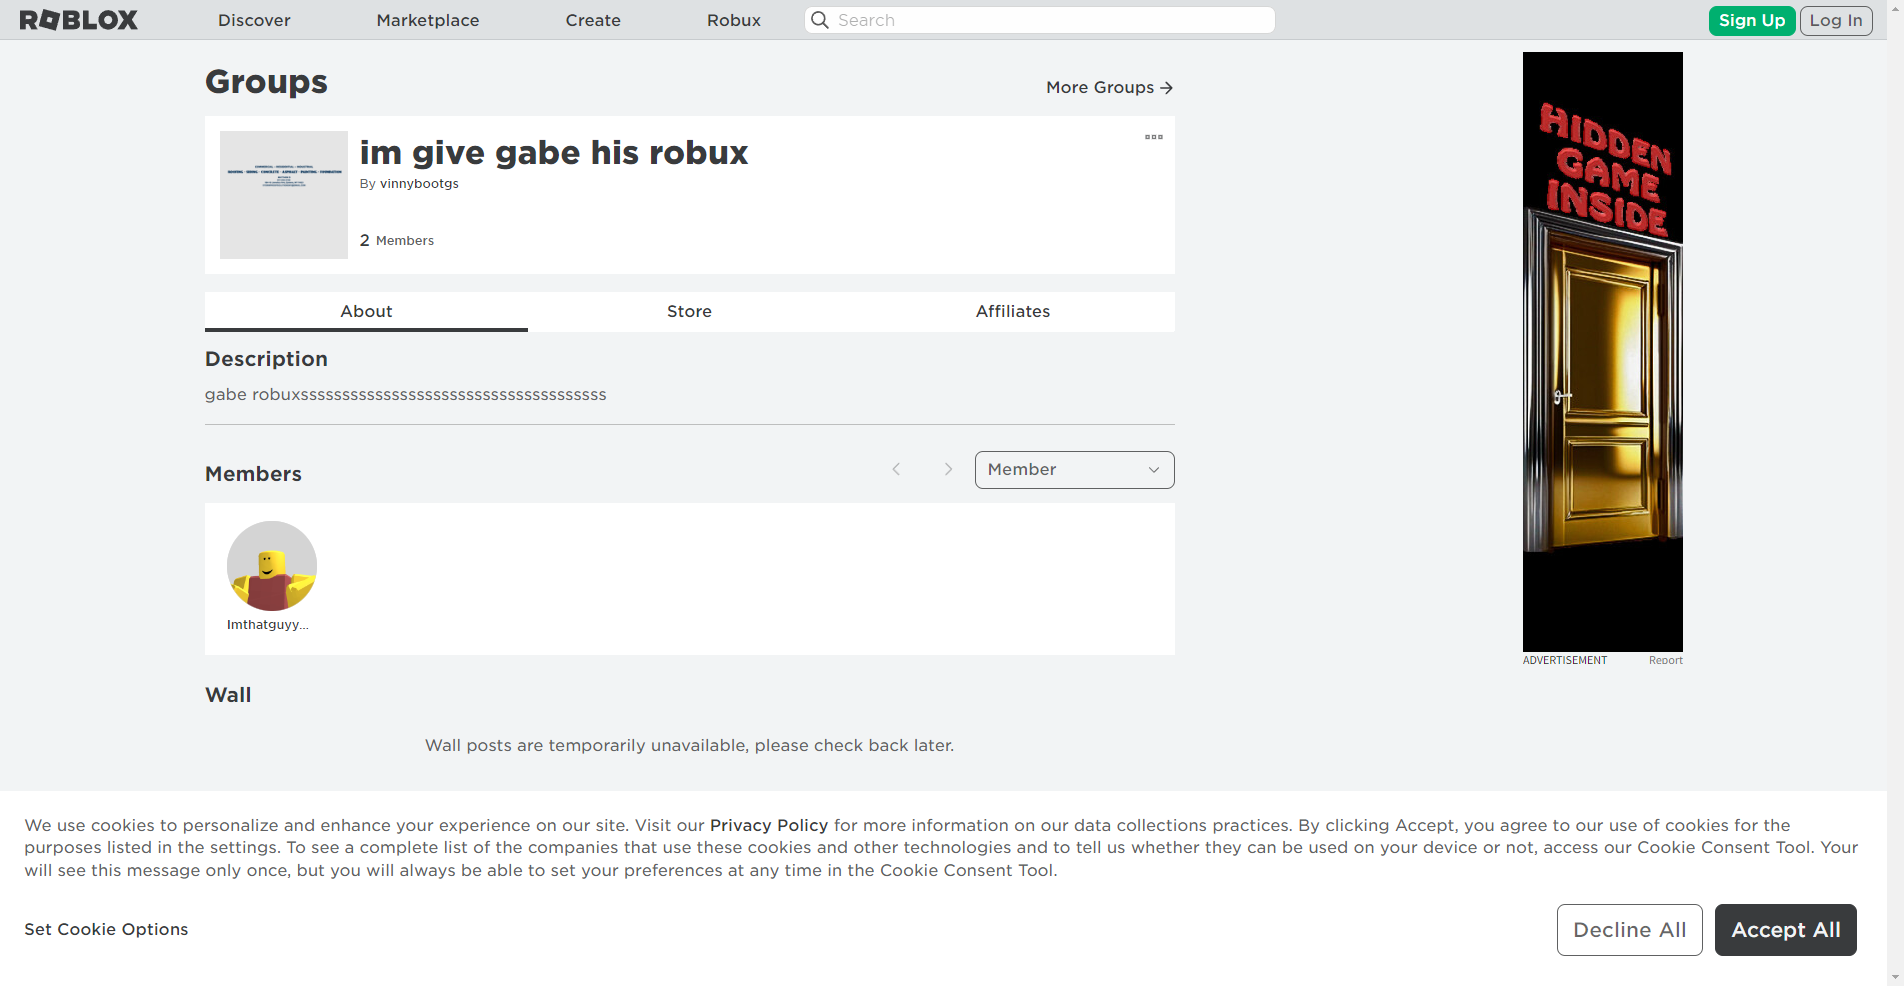 ROBLOX
Discover
Marketplace
Create
Robux
Search
Sign Up
Log In
Groups
More Groups
im give gabe his robux
By vinnybootgs
2 Members
About
Store
Affiliates
Description
gabe robuxsssssssssssssssssssssssssssssssssssss
Members
Member
Imthatguyy...
Wall
Wall posts are temporarily unavailable, please check back later.
HIDDEN
GAME
INSIDE
ADVERTISEMENT
Report
We use cookies to personalize and enhance your experience on our site. Visit our Privacy Policy for more information on our data collections practices. By clicking Accept, you agree to our use of cookies for the
purposes listed in the settings. To see a complete list of the companies that use these cookies and other technologies and to tell us whether they can be used on your device or not, access our Cookie Consent Tool. Your
will see this message only once, but you will always be able to set your preferences at any time in the Cookie Consent Tool.
Set Cookie Options
Decline All
Accept All